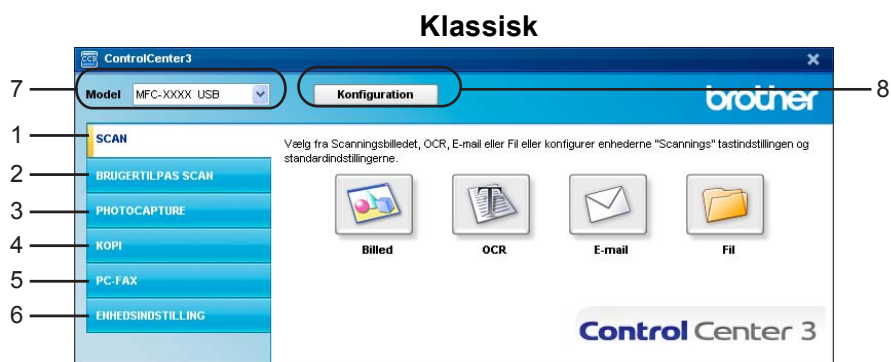 Klassisk
ControlCenter3
7
Model MFC-XXXX USB
Konfiguration
8
brother
1
SCAN
Vælg fra Scanningsbilledet, OCR, E-mail eller Fil eller konfigurer enhederne "Scannings" tastindstillingen og
standardindstillingerne.
2
BRUGERTILPAS SCAN
3
PHOTOCAPTURE
4
KOPI
Billed
OCR
E-mail
Fil
5
PC-FAX
6
ENHEDSINDSTILLING
Control Center 3